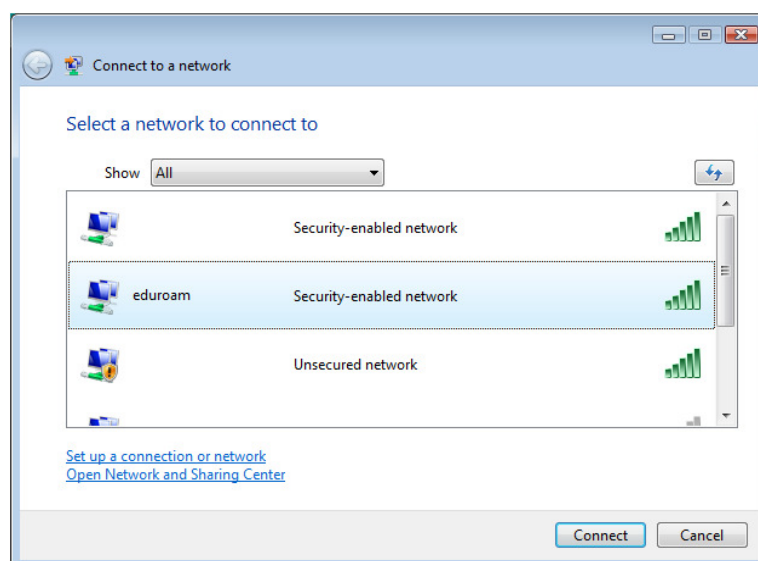 Connect to a network
Select a network to connect to
Show All
Security-enabled network
eduroam Security-enabled network
Unsecured network
Set up a connection or network
Open Network and Sharing Center
Connect Cancel